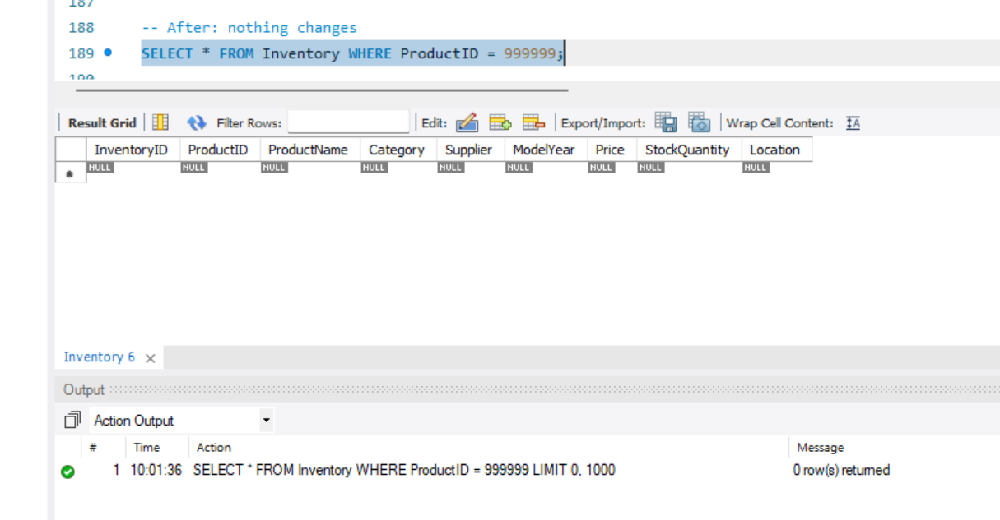 187
188 -- After: nothing changes
189 SELECT * FROM Inventory WHERE ProductID = 999999;
190
Result Grid Filter Rows: Edit: Export/Import: Wrap Cell Content: IA
InventoryID ProductID ProductName Category Supplier ModelYear Price StockQuantity Location
* NULL NULL NULL NULL NULL NULL NULL NULL NULL
Inventory 6 ×
Output
Action Output
# Time Action Message
1 10:01:36 SELECT * FROM Inventory WHERE ProductID = 999999 LIMIT 0, 1000 0 row(s) returned